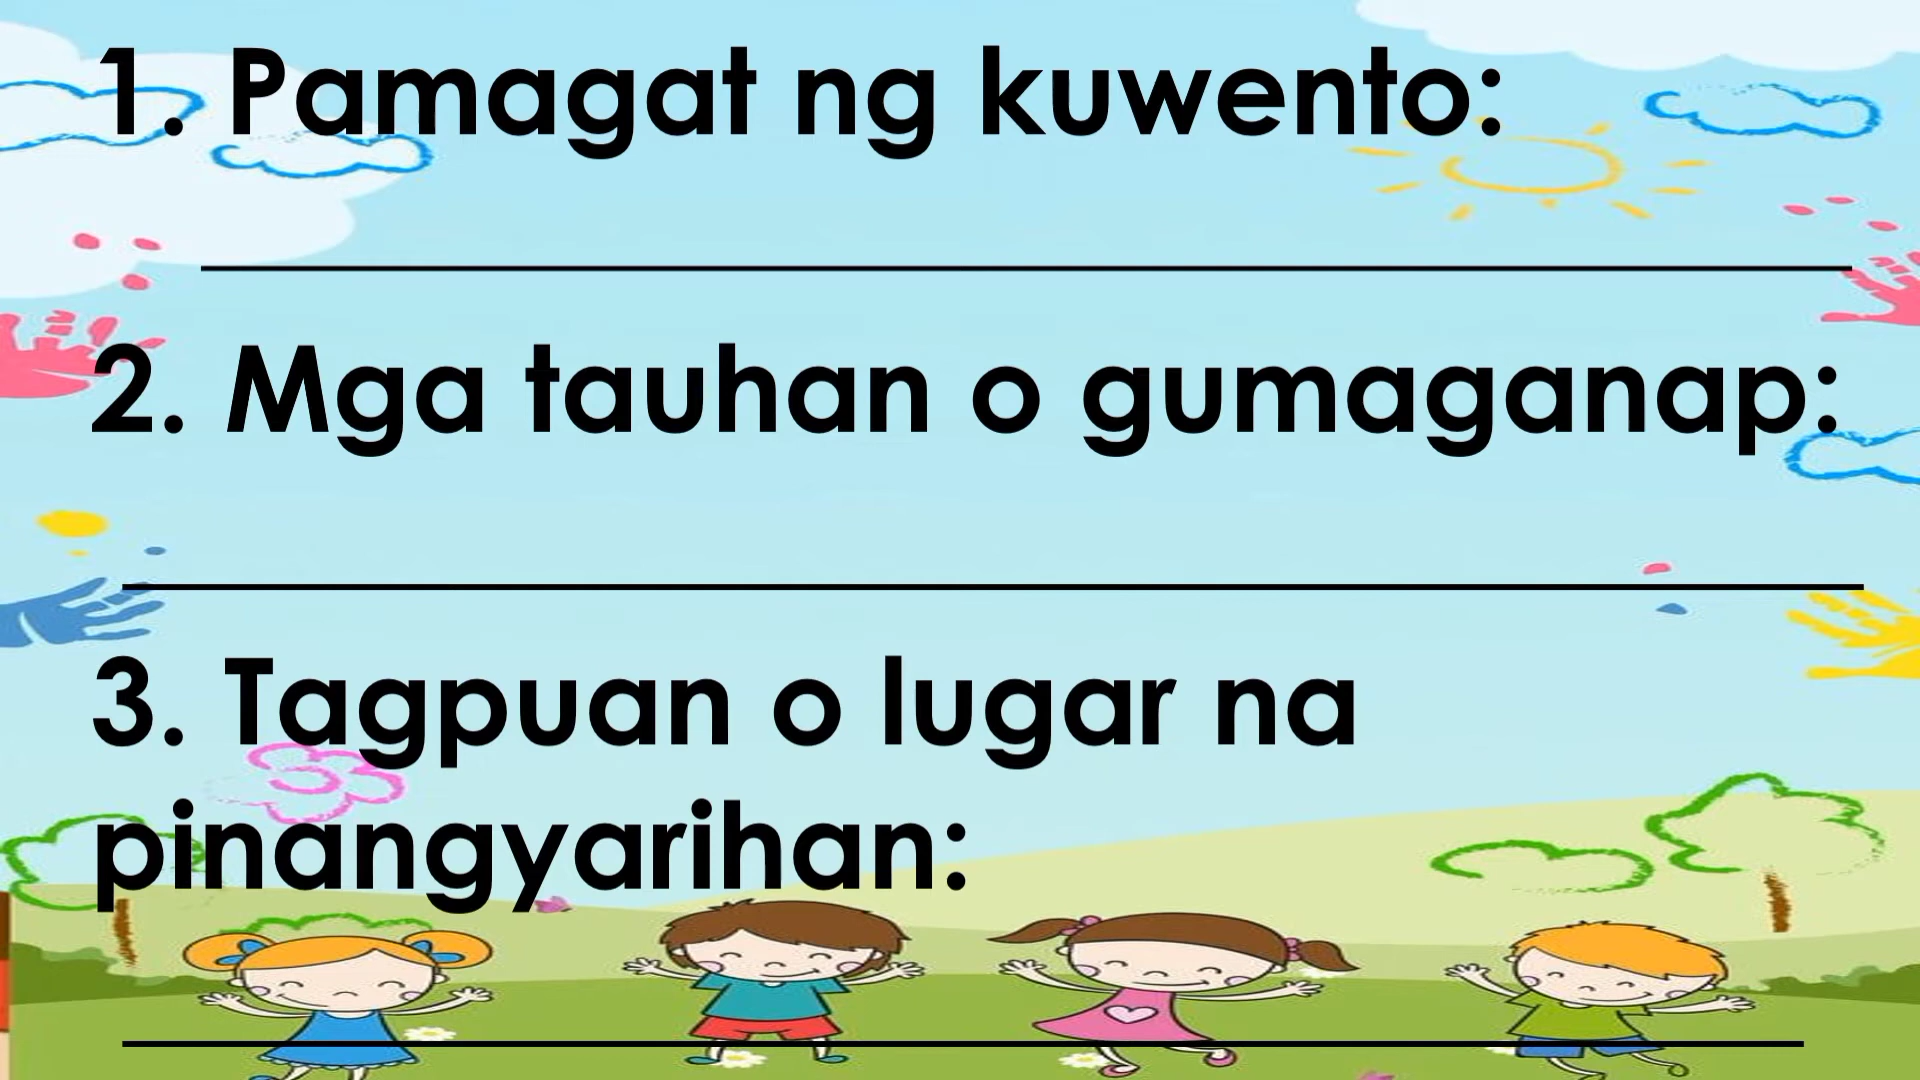 1. Pamagat ng kuwento:
2. Mga tauhan o gumaganap:
3. Tagpuan o lugar na
pinangyarihan: